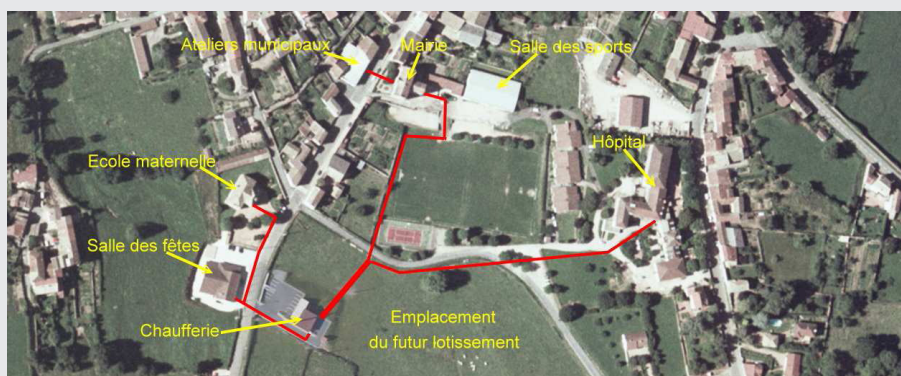 Ateliers municipaux
Mairie
Salle des sports
Hôpital
Ecole maternelle
Salle des fêtes
Chaufferie
Emplacement
du futur lotissement